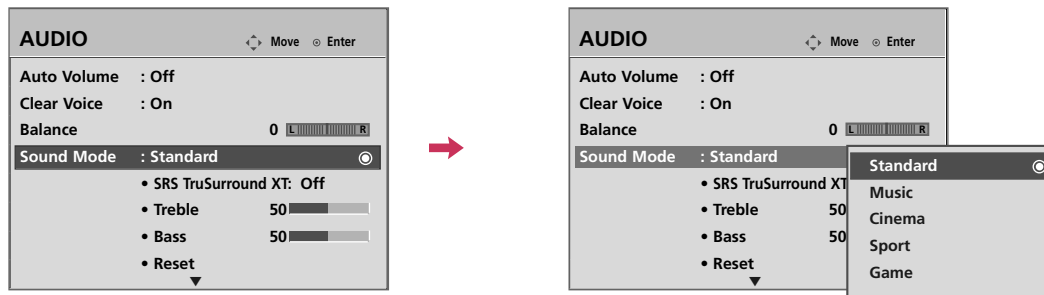 AUDIO Move Enter
Auto Volume : Off
Clear Voice : On
Balance 0 L R
Sound Mode : Standard
• SRS TruSurround XT: Off
• Treble 50
• Bass 50
• Reset
AUDIO Move Enter
Auto Volume : Off
Clear Voice : On
Balance 0 L R
Sound Mode : Standard
• SRS TruSurround XT
• Treble 50
• Bass 50
• Reset
Standard
Music
Cinema
Sport
Game